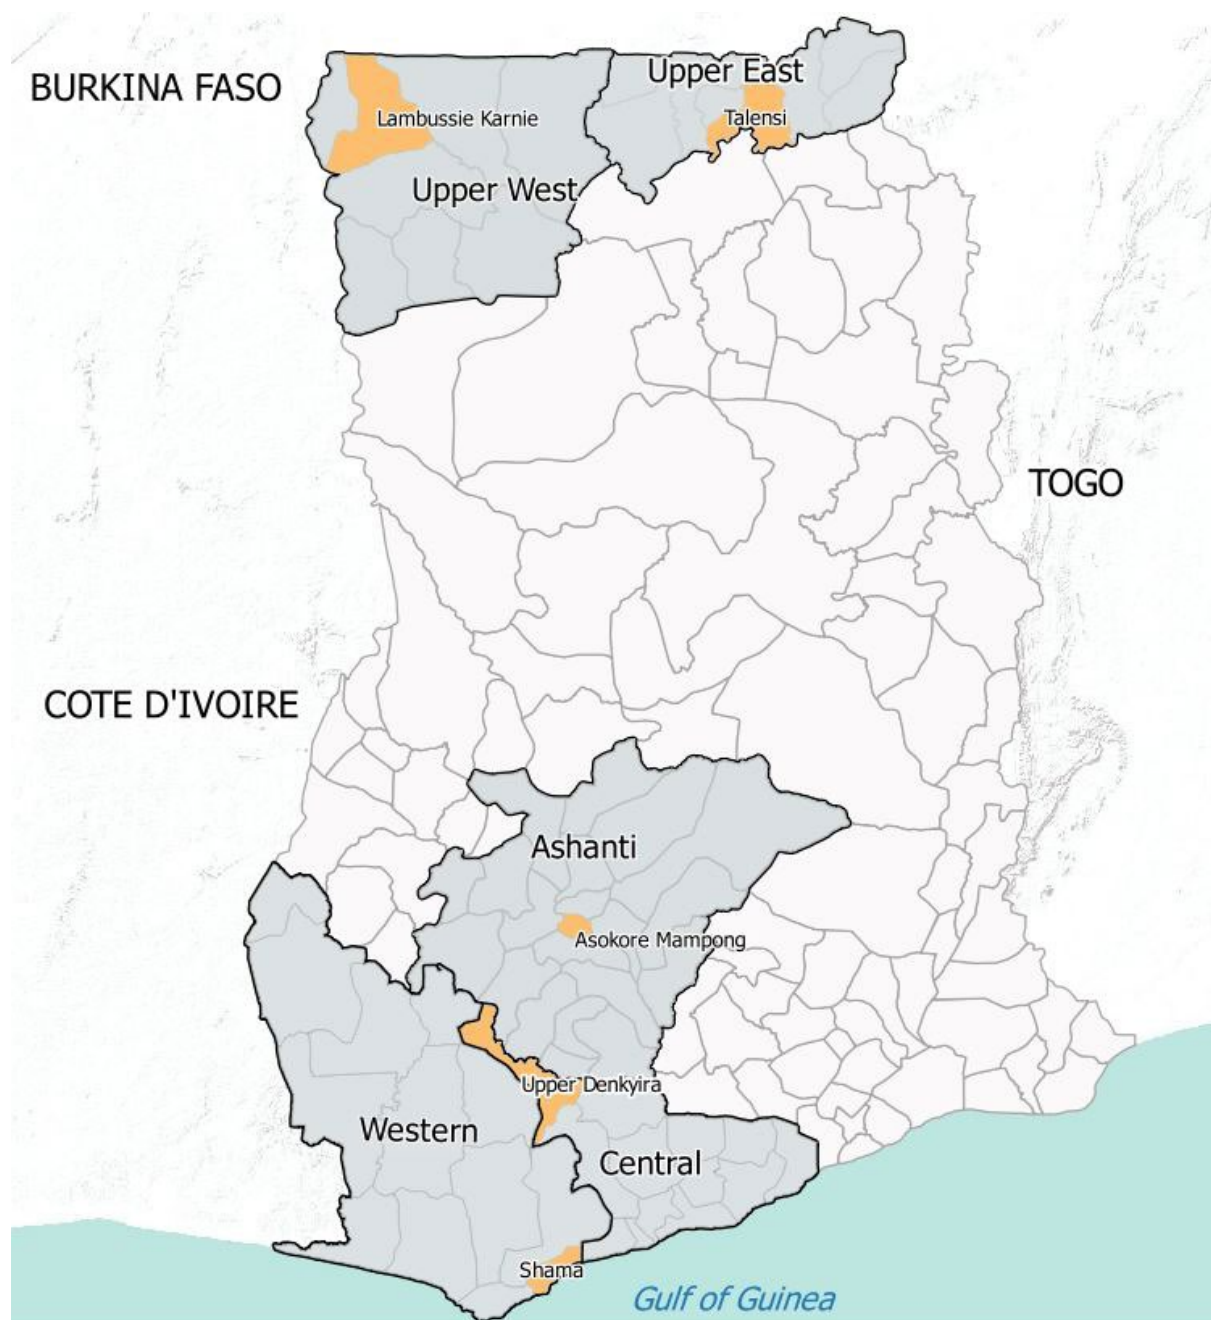 Upper East
BURKINA FASO
Lambussie Karnie
Talensi
Upper West
TOGO
COTE D'IVOIRE
Ashanti
Asokore Mampong
Upper Denkyira
Western
Central
Shama
Gulf of Guinea